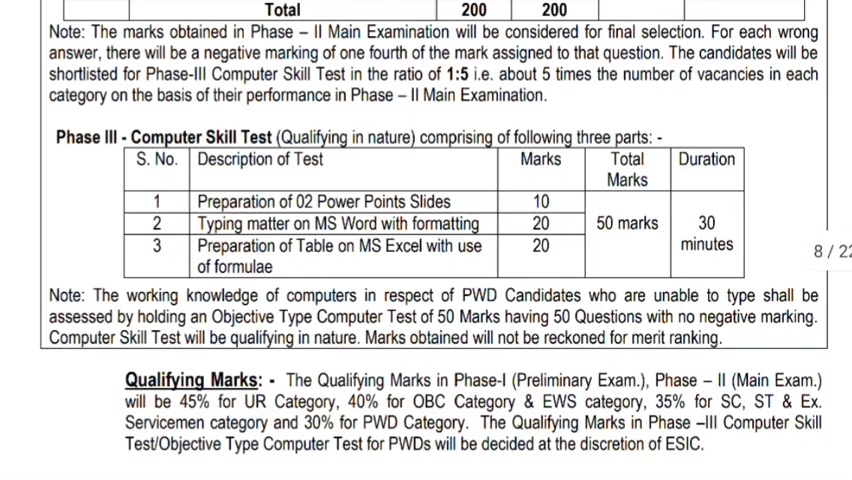 Total 200 200
Note: The marks obtained in Phase – II Main Examination will be considered for final selection. For each wrong
answer, there will be a negative marking of one fourth of the mark assigned to that question. The candidates will be
shortlisted for Phase-III Computer Skill Test in the ratio of 1:5 i.e. about 5 times the number of vacancies in each
category on the basis of their performance in Phase – II Main Examination.
Phase III - Computer Skill Test (Qualifying in nature) comprising of following three parts: -
S. No. Description of Test Marks Total Marks Duration
1 Preparation of 02 Power Points Slides 10
2 Typing matter on MS Word with formatting 20 50 marks 30 minutes
3 Preparation of Table on MS Excel with use 20
of formulae
8 / 22
Note: The working knowledge of computers in respect of PWD Candidates who are unable to type shall be
assessed by holding an Objective Type Computer Test of 50 Marks having 50 Questions with no negative marking.
Computer Skill Test will be qualifying in nature. Marks obtained will not be reckoned for merit ranking.
Qualifying Marks: - The Qualifying Marks in Phase-I (Preliminary Exam.), Phase – II (Main Exam.)
will be 45% for UR Category, 40% for OBC Category & EWS category, 35% for SC, ST & Ex.
Servicemen category and 30% for PWD Category. The Qualifying Marks in Phase –III Computer Skill
Test/Objective Type Computer Test for PWDs will be decided at the discretion of ESIC.